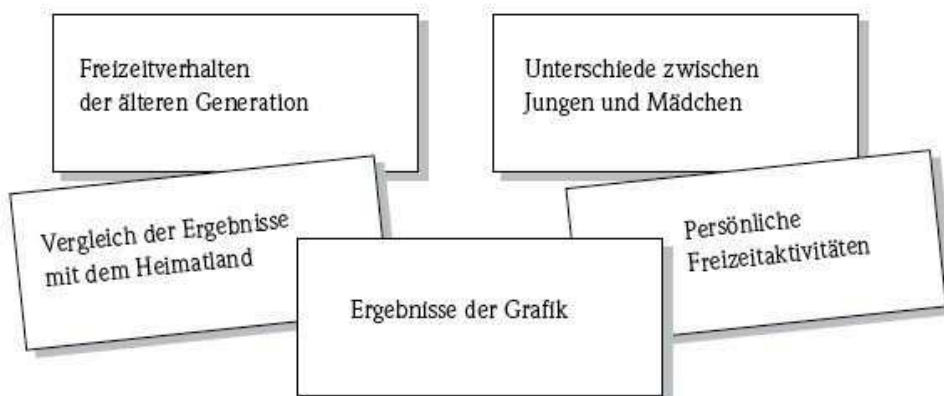 Freizeitverhalten
der älteren Generation
Unterschiede zwischen
Jungen und Mädchen
Vergleich der Ergebnisse
mit dem Heimatland
Persönliche
Freizeitaktivitäten
Ergebnisse der Grafik